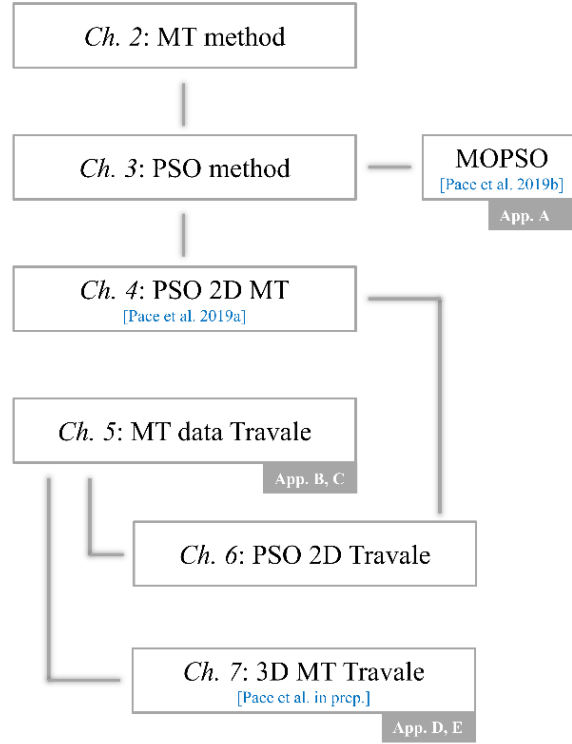 Ch. 2: MT method
Ch. 3: PSO method
MOPSO
[Pace et al. 2019b]
App. A
Ch. 4: PSO 2D MT
[Pace et al. 2019a]
Ch. 5: MT data Travale
App. B, C
Ch. 6: PSO 2D Travale
Ch. 7: 3D MT Travale
[Pace et al. in prep.]
App. D, E